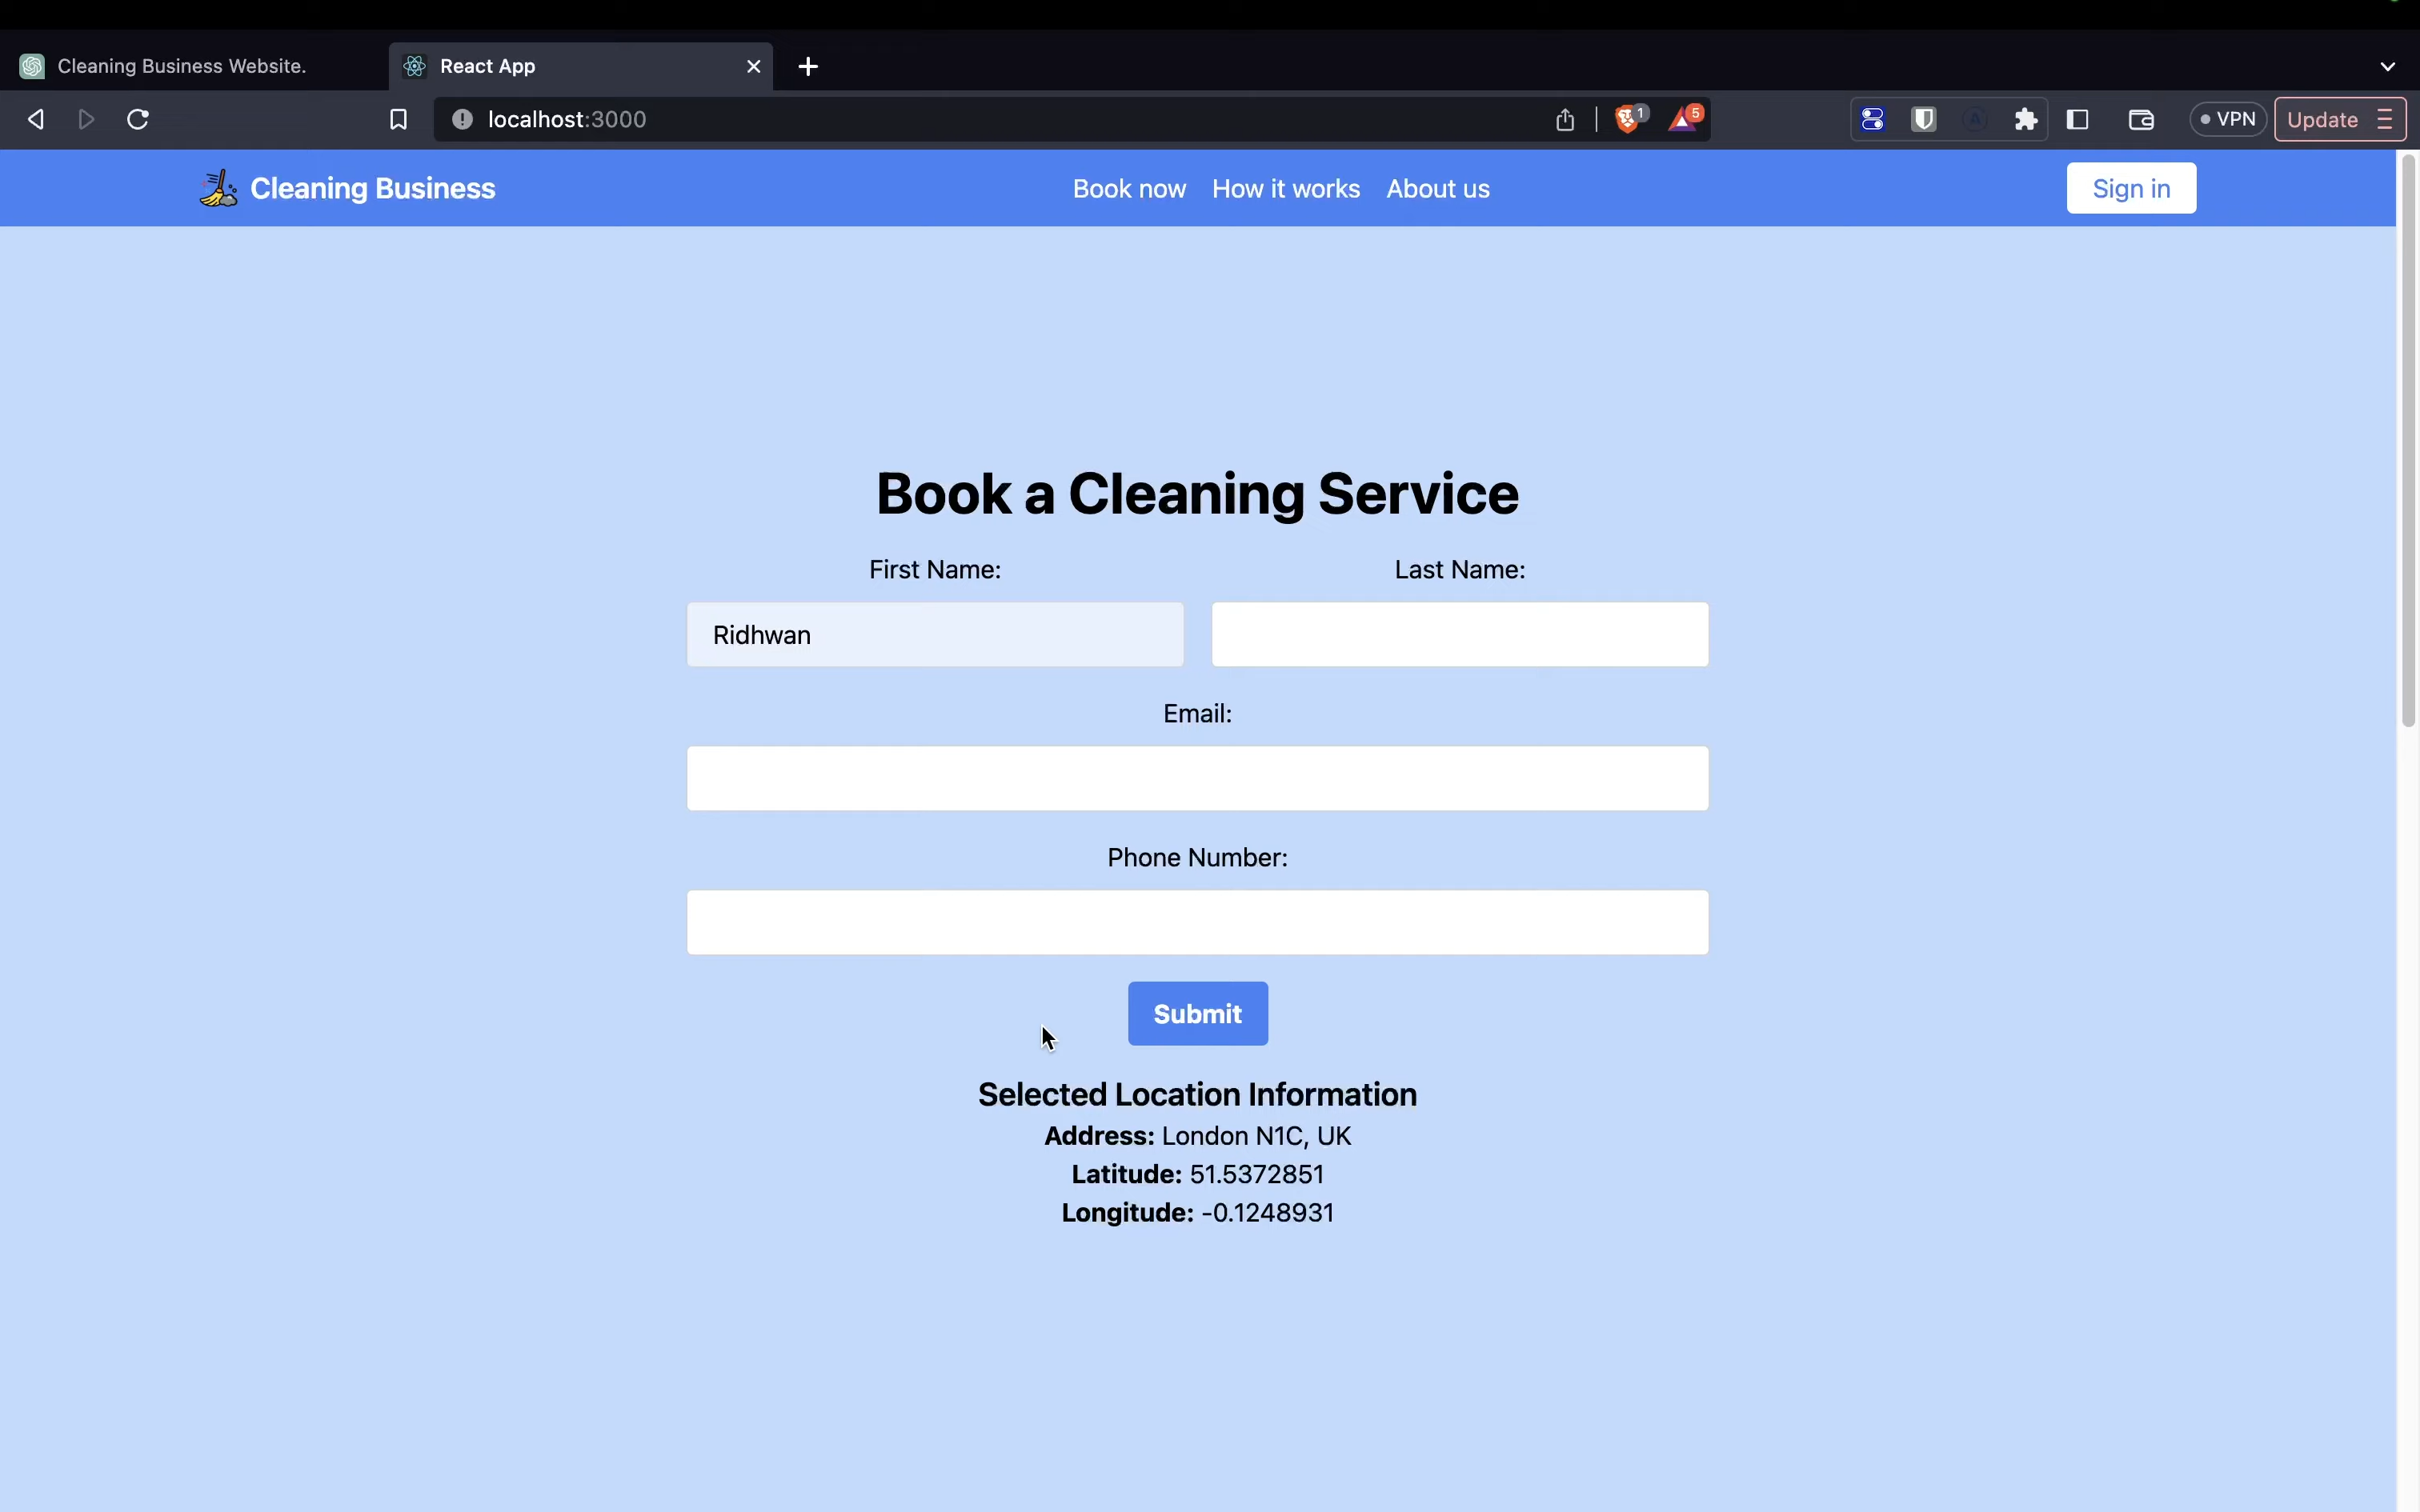 Cleaning Business Website.
React App
localhost:3000
1
5
VPN
Update
Cleaning Business
Book now
How it works
About us
Sign in
Book a Cleaning Service
First Name:
Last Name:
Ridhwan
Email:
Phone Number:
Submit
Selected Location Information
Address: London N1C, UK
Latitude: 51.5372851
Longitude: -0.1248931